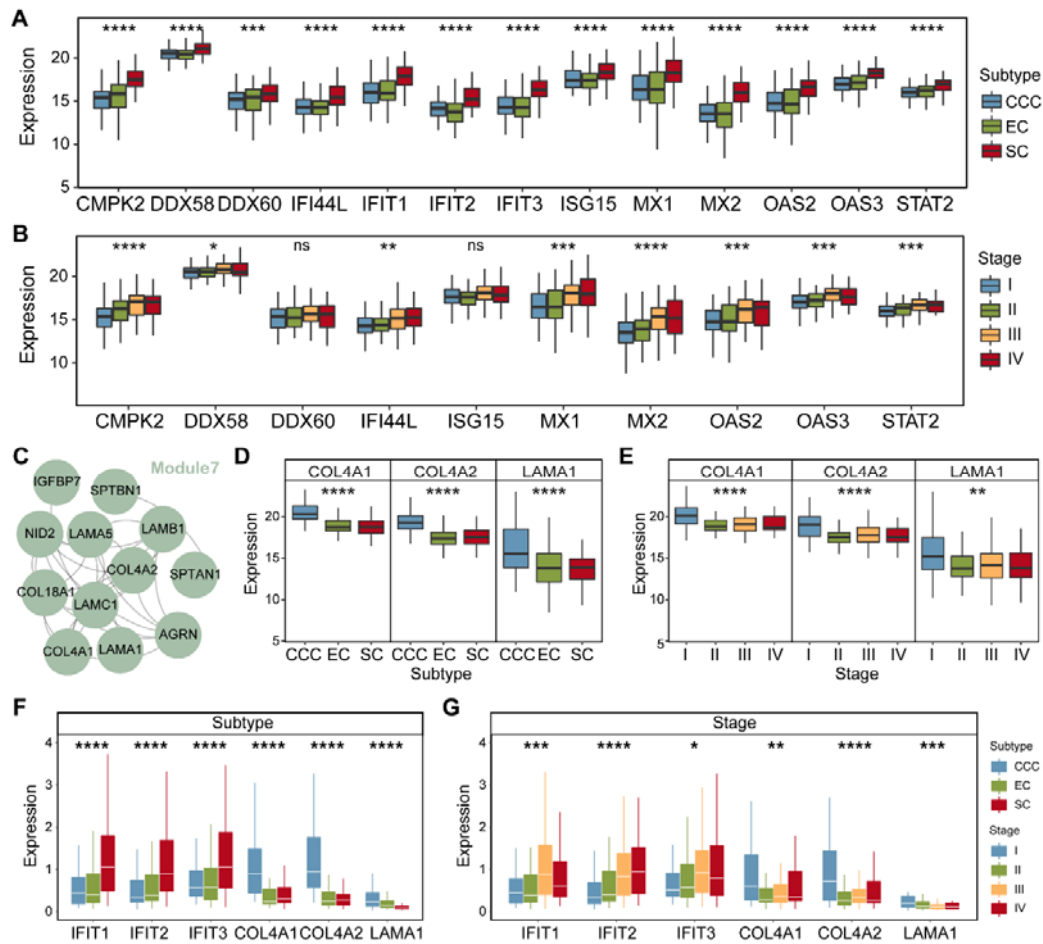 A
**** **** *** **** **** **** **** **** **** **** **** **** ****
Expression
20
15
10
5
CMPK2 DDX58 DDX60 IFI44L IFIT1 IFIT2 IFIT3 ISG15 MX1 MX2 OAS2 OAS3 STAT2
Subtype
CCC
EC
SC
B
**** * ns ** ns *** **** *** *** ***
Expression
20
15
10
CMPK2 DDX58 DDX60 IFI44L ISG15 MX1 MX2 OAS2 OAS3 STAT2
Stage
I
II
III
IV
C
Module7
IGFBP7
SPTBN1
NID2
LAMA5
LAMB1
COL4A2
SPTAN1
COL18A1
LAMC1
AGRN
COL4A1
LAMA1
D
COL4A1 COL4A2 LAMA1
**** **** ****
Expression
20
15
10
5
CCC EC SC CCC EC SC CCC EC SC
Subtype
E
COL4A1 COL4A2 LAMA1
**** **** **
Expression
20
15
10
5
I II III IV I II III IV I II III IV
Stage
F
Subtype
**** **** **** **** **** ****
Expression
4
3
2
1
0
IFIT1 IFIT2 IFIT3 COL4A1 COL4A2 LAMA1
G
Stage
*** **** * ** **** ***
Expression
4
3
2
1
0
IFIT1 IFIT2 IFIT3 COL4A1 COL4A2 LAMA1
Subtype
CCC
EC
SC
Stage
I
II
III
IV